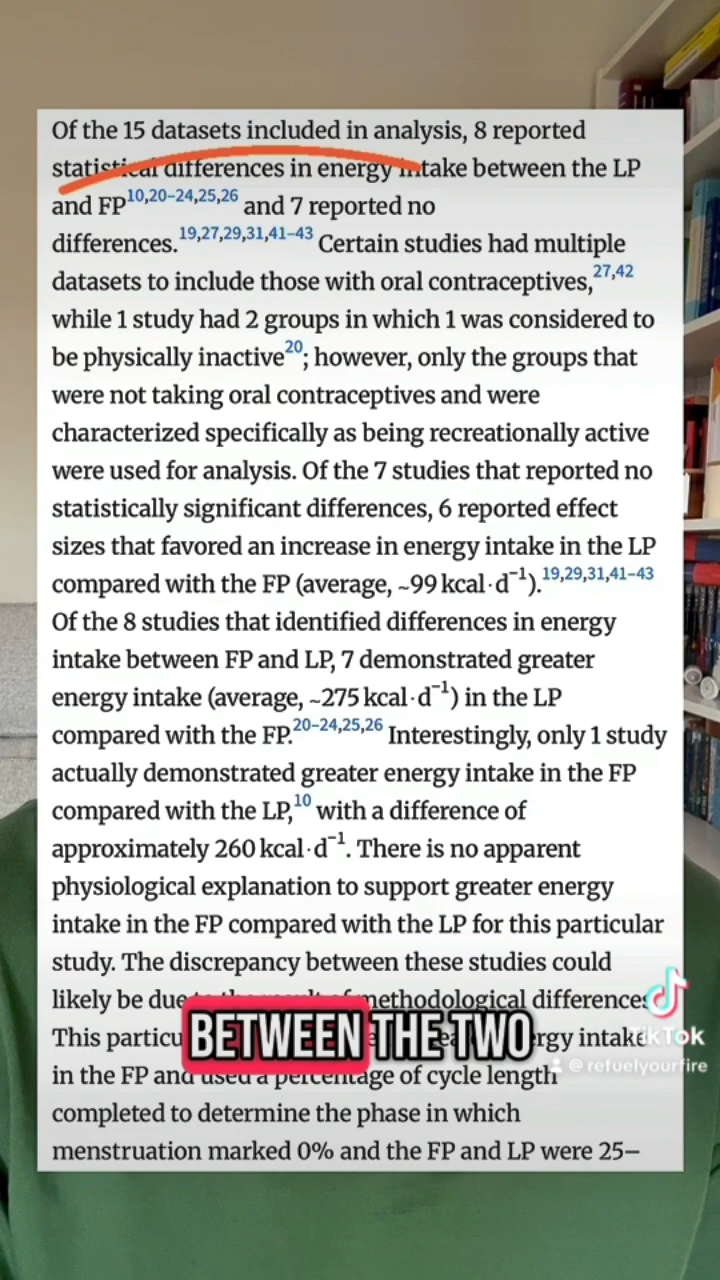 Of the 15 datasets included in analysis, 8 reported
statistical differences in energy intake between the LP
and FP10,20–24,25,26 and 7 reported no
differences.19,27,29,31,41–43 Certain studies had multiple
datasets to include those with oral contraceptives,27,42
while 1 study had 2 groups in which 1 was considered to
be physically inactive20; however, only the groups that
were not taking oral contraceptives and were
characterized specifically as being recreationally active
were used for analysis. Of the 7 studies that reported no
statistically significant differences, 6 reported effect
sizes that favored an increase in energy intake in the LP
compared with the FP (average, ~99 kcal·d−1).19,29,31,41–43
Of the 8 studies that identified differences in energy
intake between FP and LP, 7 demonstrated greater
energy intake (average, ~275 kcal·d−1) in the LP
compared with the FP.20–24,25,26 Interestingly, only 1 study
actually demonstrated greater energy intake in the FP
compared with the LP,10 with a difference of
approximately 260 kcal·d−1. There is no apparent
physiological explanation to support greater energy
intake in the FP compared with the LP for this particular
study. The discrepancy between these studies could
likely be due methodological differences
This energy intake
BETWEEN THE TWO
TikTok
@refuelyourfire
in the FP and used a percentage of cycle length
completed to determine the phase in which
menstruation marked 0% and the FP and LP were 25–